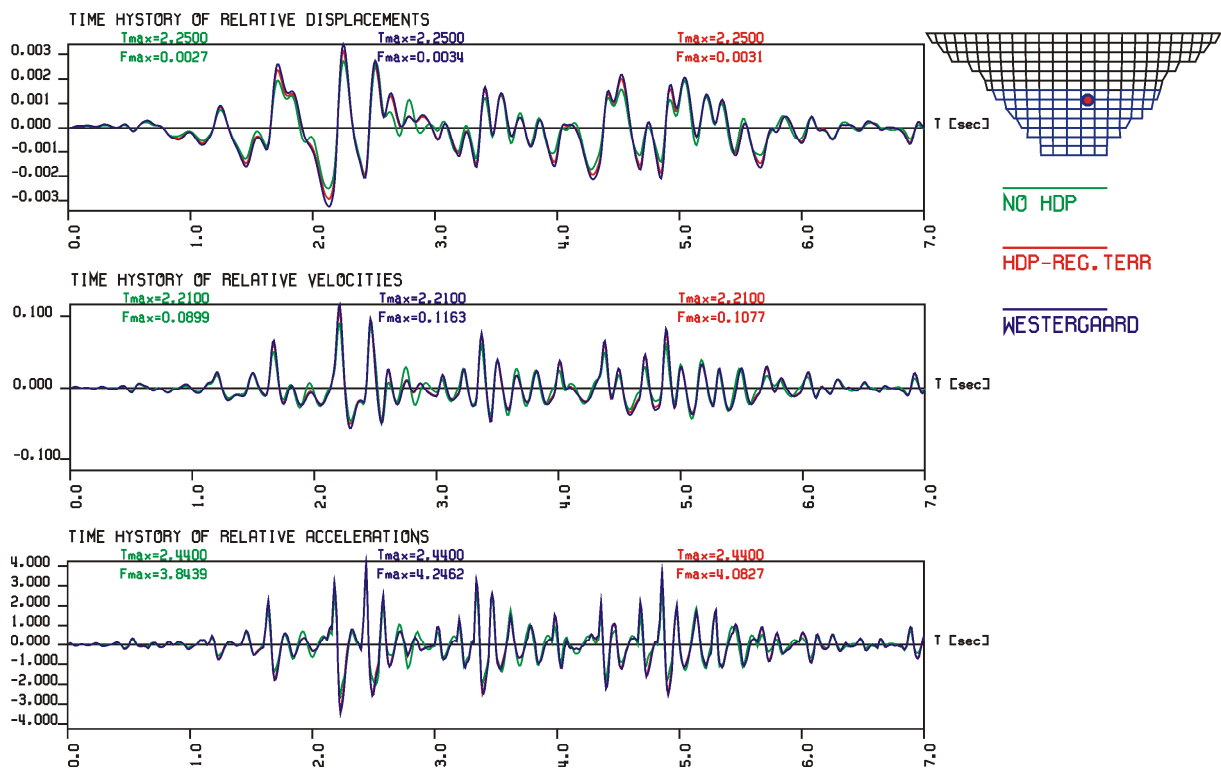 TIME HYSTORY OF RELATIVE DISPLACEMENTS
Tmax=2.2500 Tmax=2.2500 Tmax=2.2500
Fmax=0.0027 Fmax=0.0034 Fmax=0.0031
0.003
0.002
0.001
0.000
-0.001
-0.002
-0.003
T [sec]
0.0 1.0 2.0 3.0 4.0 5.0 6.0 7.0
NO HDP
HDP-REG.TERR
WESTERGAARD
TIME HYSTORY OF RELATIVE VELOCITIES
Tmax=2.2100 Tmax=2.2100 Tmax=2.2100
Fmax=0.0899 Fmax=0.1163 Fmax=0.1077
0.100
0.000
-0.100
T [sec]
0.0 1.0 2.0 3.0 4.0 5.0 6.0 7.0
TIME HYSTORY OF RELATIVE ACCELERATIONS
Tmax=2.4400 Tmax=2.4400 Tmax=2.4400
Fmax=3.8439 Fmax=4.2462 Fmax=4.0827
4.000
3.000
2.000
1.000
0.000
-1.000
-2.000
-3.000
-4.000
T [sec]
0.0 1.0 2.0 3.0 4.0 5.0 6.0 7.0